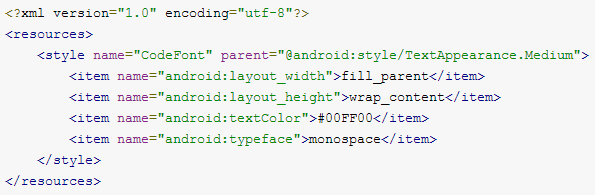 <?xml version="1.0" encoding="utf-8"?>
<resources>
    <style name="CodeFont" parent="@android:style/TextAppearance.Medium">
        <item name="android:layout_width">fill_parent</item>
        <item name="android:layout_height">wrap_content</item>
        <item name="android:textColor">#00FF00</item>
        <item name="android:typeface">monospace</item>
    </style>
</resources>